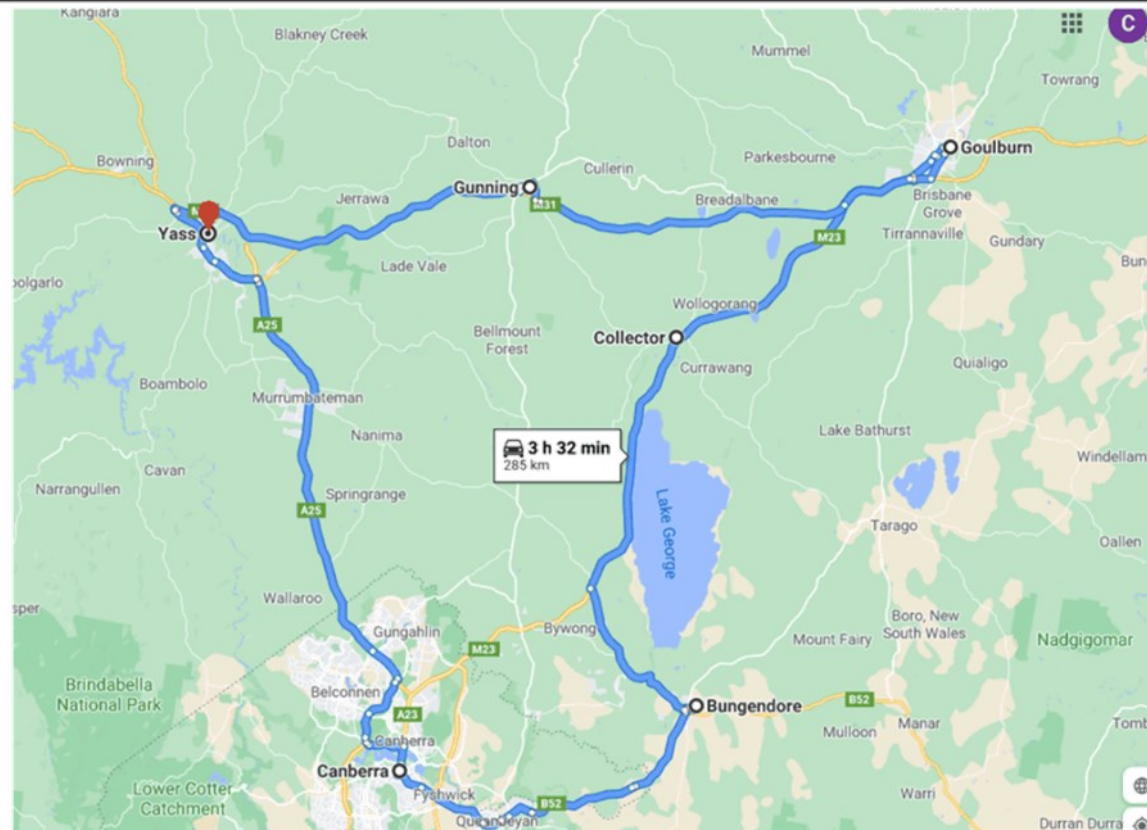 Kangiara
Blakney Creek
C
Mummel
Towrang
Dalton
Goulburn
Bowning
Cullerin
Parkesbourne
Gunning
Jerrawa
M31
Breadalbane
Brisbane
Grove
Yass
M23
Tirrannaville
Gundary
Lade Vale
Bun
oolgarlo
Wollogorang
A25
Bellmount
Forest
Collector
Currawang
Quialigo
Boambolo
Murrumbateman
Nanima
Lake Bathurst
3 h 32 min
285 km
Windellam
Cavan
Narrangullen
Springrange
A25
Lake George
Tarago
Oallen
Wallaroo
sper
Gungahlin
Bywong
Boro, New
South Wales
Mount Fairy
Nadgigomar
M23
Brindabella
National Park
Belconnen
Bungendore
B52
A23
Manar
Mulloon
Tomb
Canberra
Canberra
Lower Cotter
Catchment
Fyshwick
B52
Warri
Queanbeyan
Durran Durra